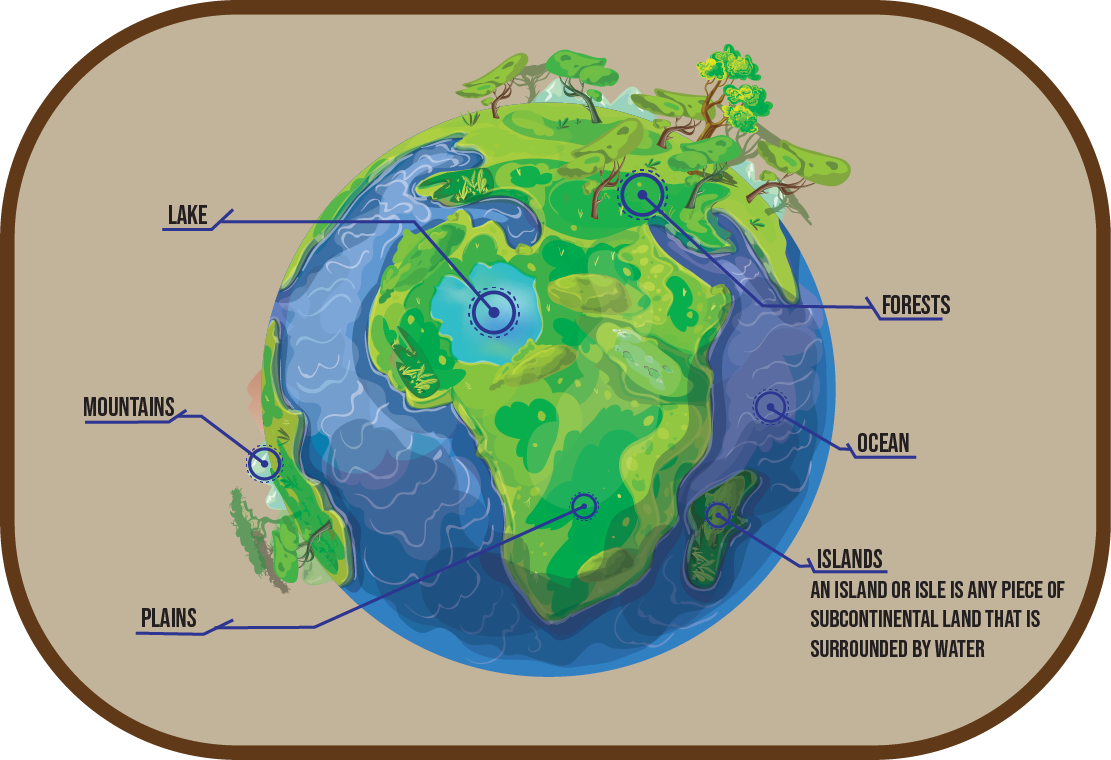 LAKE
FORESTS
MOUNTAINS
OCEAN
ISLANDS
AN ISLAND OR ISLE IS ANY PIECE OF
SUBCONTINENTAL LAND THAT IS
SURROUNDED BY WATER
PLAINS